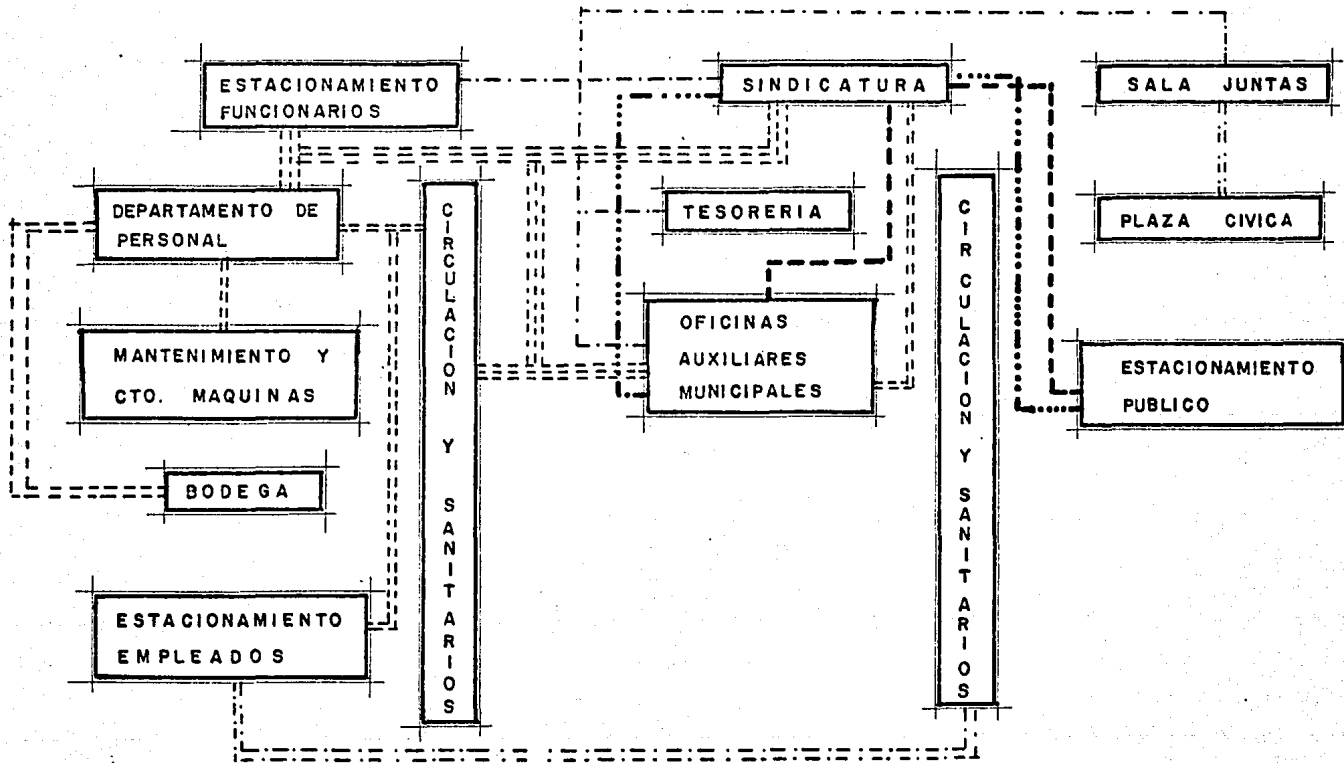 ESTACIONAMIENTO
FUNCIONARIOS
SINDICATURA
SALA JUNTAS
DEPARTAMENTO DE
PERSONAL
CIRCULACION Y SANITARIOS
TESORERIA
CIRCULACION Y SANITARIOS
PLAZA CIVICA
MANTENIMIENTO Y
CTO. MAQUINAS
OFICINAS
AUXILIARES
MUNICIPALES
ESTACIONAMIENTO
PUBLICO
BODEGA
ESTACIONAMIENTO
EMPLEADOS